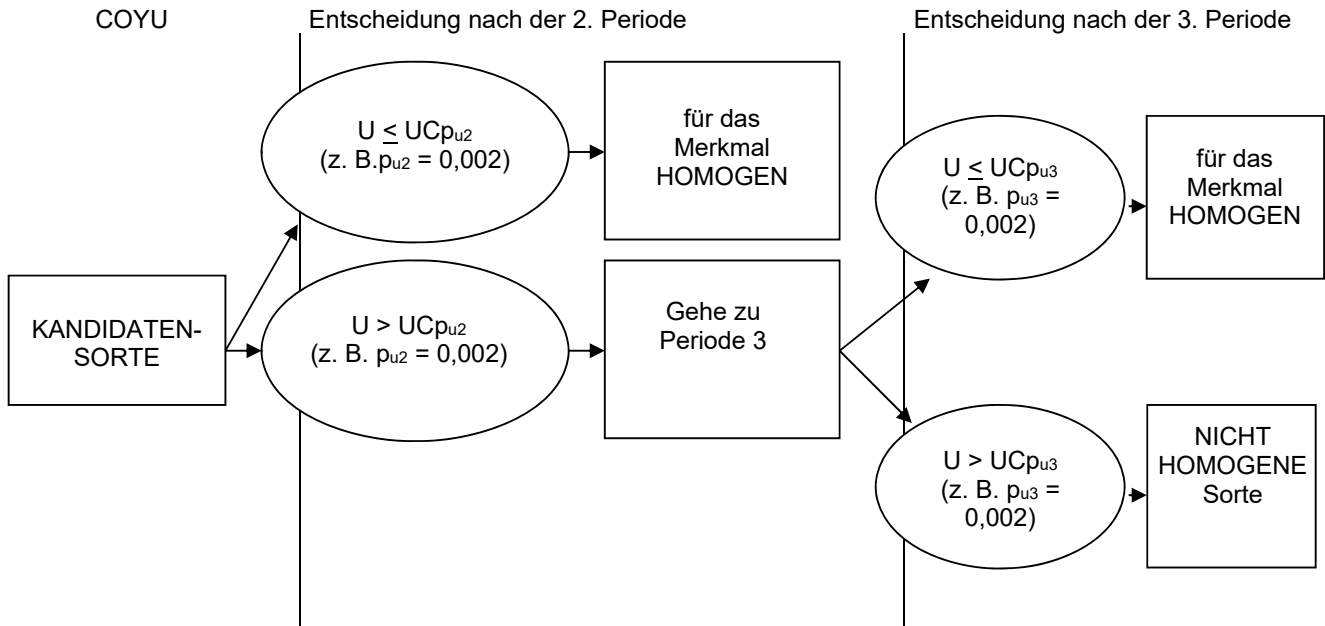 COYU
Entscheidung nach der 2. Periode
Entscheidung nach der 3. Periode
U ≤ UCpu2
(z. B.pu2 = 0,002)
für das
Merkmal
HOMOGEN
U ≤ UCpu3
(z. B. pu3 =
0,002)
für das
Merkmal
HOMOGEN
KANDIDATEN-
SORTE
U > UCpu2
(z. B. pu2 = 0,002)
Gehe zu
Periode 3
U > UCpu3
(z. B. pu3 =
0,002)
NICHT
HOMOGENE
Sorte